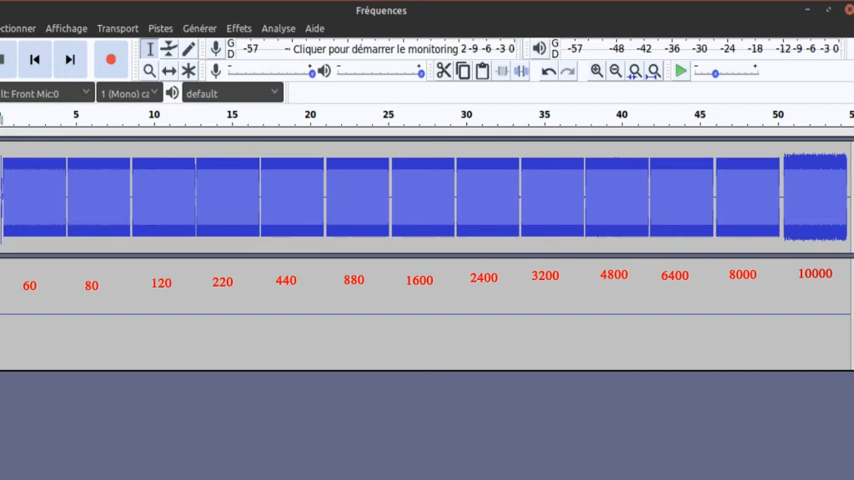 Fréquences
ectionner Affichage Transport Pistes Générer Effets Analyse Aide
G D -57 -- Cliquer pour démarrer le monitoring 2 -9 -6 -3 0 G D -57 -48 -42 -36 -30 -24 -18 -12 -9 -6 -3 0
lt: Front Mic:0 1 (Mono) ca default
5 10 15 20 25 30 35 40 45 50 55
60 80 120 220 440 880 1600 2400 3200 4800 6400 8000 10000